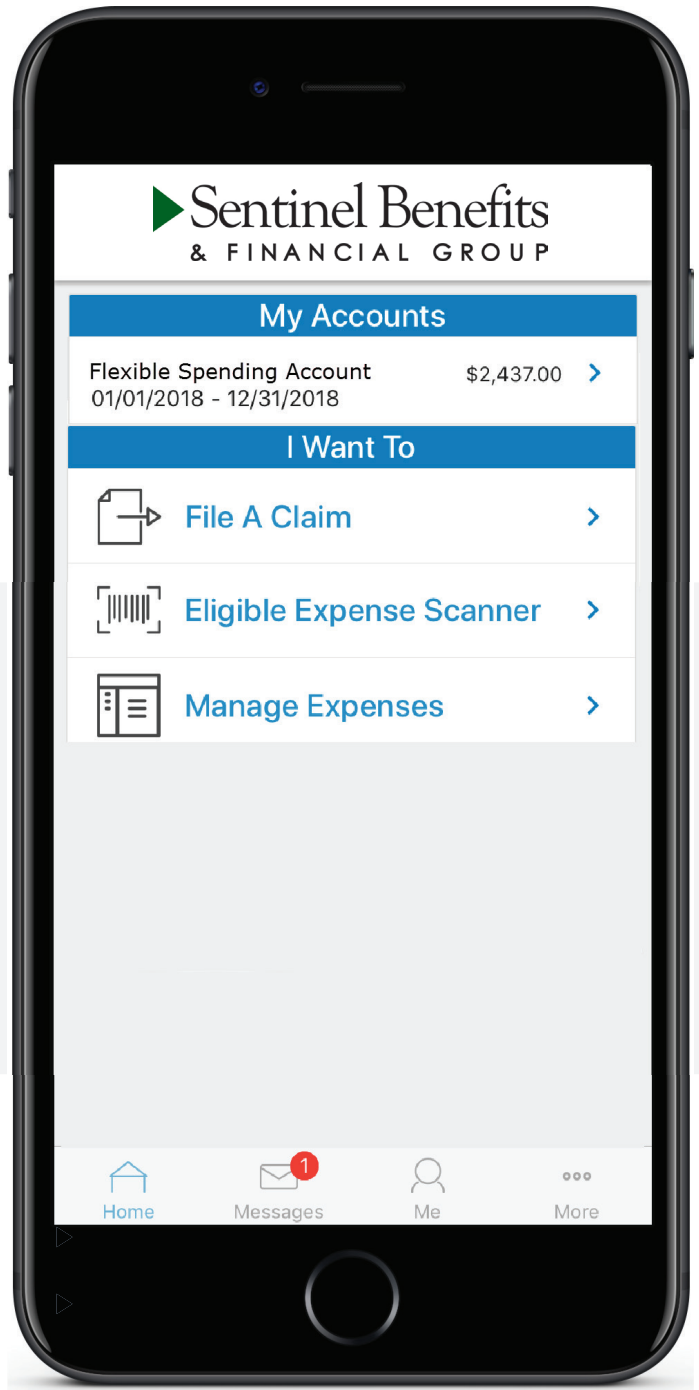 Sentinel Benefits
& FINANCIAL GROUP
My Accounts
Flexible Spending Account $2,437.00
01/01/2018 - 12/31/2018
I Want To
File A Claim
Eligible Expense Scanner
Manage Expenses
1
Home Messages Me More